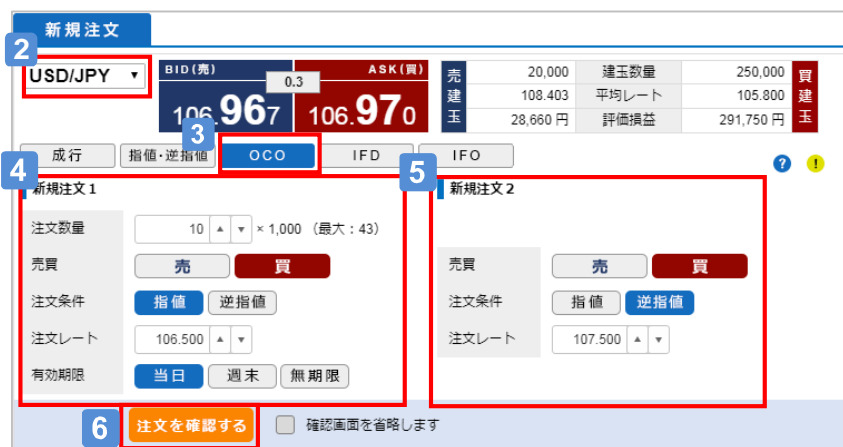 新規注文
2
USD/JPY ▼
BID(売) 0.3 ASK(買)
106.967 106.970
売建玉 20,000 建玉数量 250,000 買建玉
108.403 平均レート 105.800
28,660 円 評価損益 291,750 円
3
成行 指値・逆指値 OCO IFD IFO
? !
4
新規注文1
注文数量 10 ▲ ▼ × 1,000 (最大:43)
売買 売 買
注文条件 指値 逆指値
注文レート 106.500 ▲ ▼
有効期限 当日 週末 無期限
5
新規注文2
売買 売 買
注文条件 指値 逆指値
注文レート 107.500 ▲ ▼
6
注文を確認する 確認画面を省略します